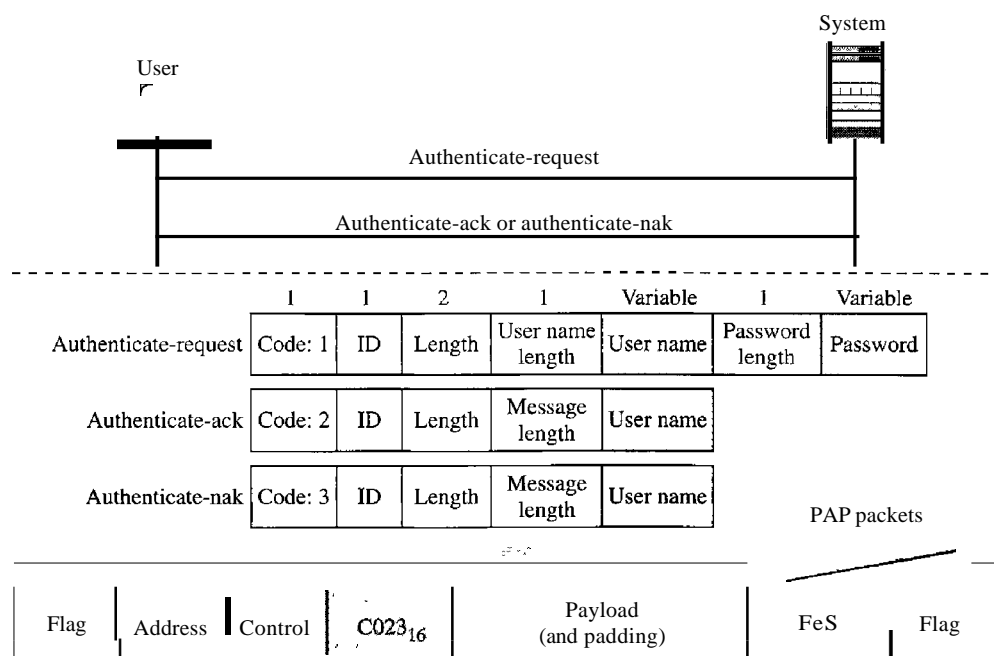 System
User
Authenticate-request
Authenticate-ack or authenticate-nak
1 1 2 1 Variable 1 Variable
Authenticate-request Code: 1 ID Length User name length User name Password length Password
Authenticate-ack Code: 2 ID Length Message length User name
Authenticate-nak Code: 3 ID Length Message length User name
PAP packets
Flag Address Control C023₁₆ Payload (and padding) FeS Flag